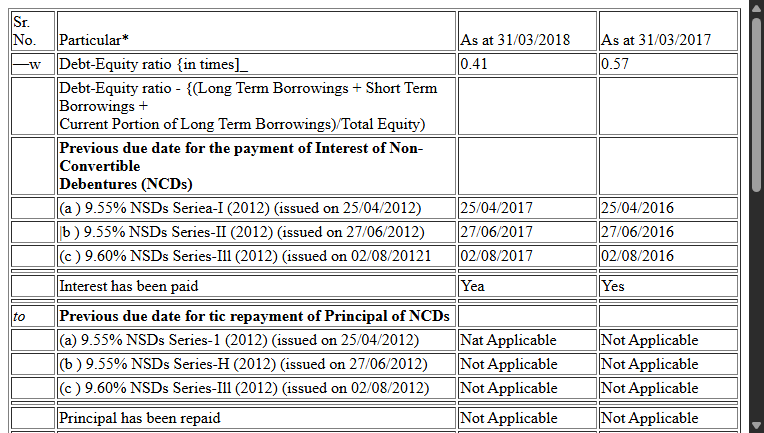 Sr.
No. Particular* As at 31/03/2018 As at 31/03/2017
—w Debt-Equity ratio {in times]_ 0.41 0.57
Debt-Equity ratio - {(Long Term Borrowings + Short Term
Borrowings +
Current Portion of Long Term Borrowings)/Total Equity)
Previous due date for the payment of Interest of Non-
Convertible
Debentures (NCDs)
(a ) 9.55% NSDs Seriea-I (2012) (issued on 25/04/2012) 25/04/2017 25/04/2016
|b ) 9.55% NSDs Series-II (2012) (issued on 27/06/2012) 27/06/2017 27/06/2016
(c ) 9.60% NSDs Series-Ill (2012) (issued on 02/08/20121 02/08/2017 02/08/2016
Interest has been paid Yea Yes
to Previous due date for tic repayment of Principal of NCDs
(a) 9.55% NSDs Series-1 (2012) (issued on 25/04/2012) Nat Applicable Not Applicable
(b ) 9.55% NSDs Series-H (2012) (issued on 27/06/2012) Not Applicable Not Applicable
(c ) 9.60% NSDs Series-Ill (2012) (issued on 02/08/2012) Not Applicable Not Applicable
Principal has been repaid Not Applicable Not Applicable